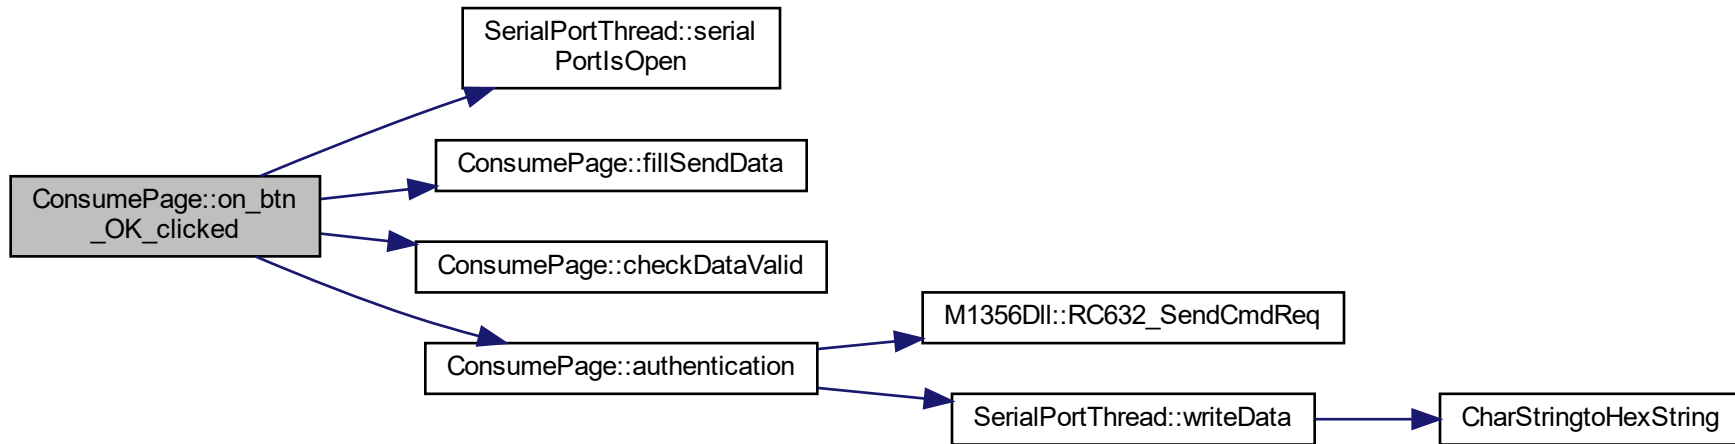 SerialPortThread::serial
PortIsOpen
ConsumePage::fillSendData
ConsumePage::on_btn
_OK_clicked
ConsumePage::checkDataValid
M1356Dll::RC632_SendCmdReq
ConsumePage::authentication
SerialPortThread::writeData
CharStringtoHexString